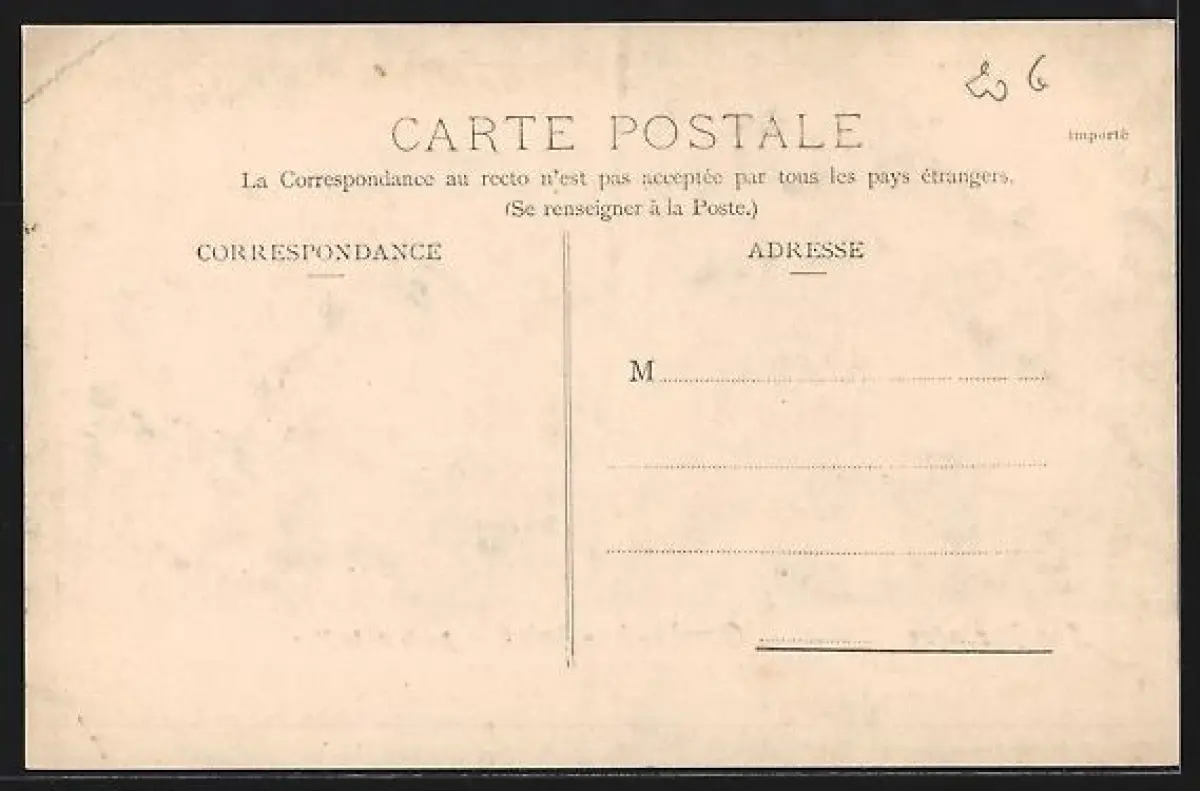 6
CARTE POSTALE
importé
La Correspondance au recto n'est pas acceptée par tous les pays étrangers.
(Se renseigner à la Poste.)
CORRESPONDANCE
ADRESSE
M